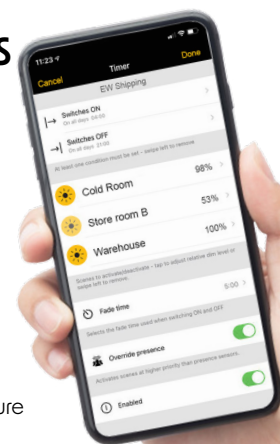 s
11:23
Cancel
Timer
Done
EW Shipping
Switches ON
On all days 04:00
Switches OFF
On all days 21:00
At least one condition must be set - swipe left to remove
Cold Room
98%
Store room B
53%
Warehouse
100%
Scenes to activate/deactivate - tap to adjust relative dim level or
swipe left to remove.
Fade time
5:00
Selects the fade time used when switching ON and OFF
Override presence
Activates scenes at higher priority than presence sensors.
Enabled
ure